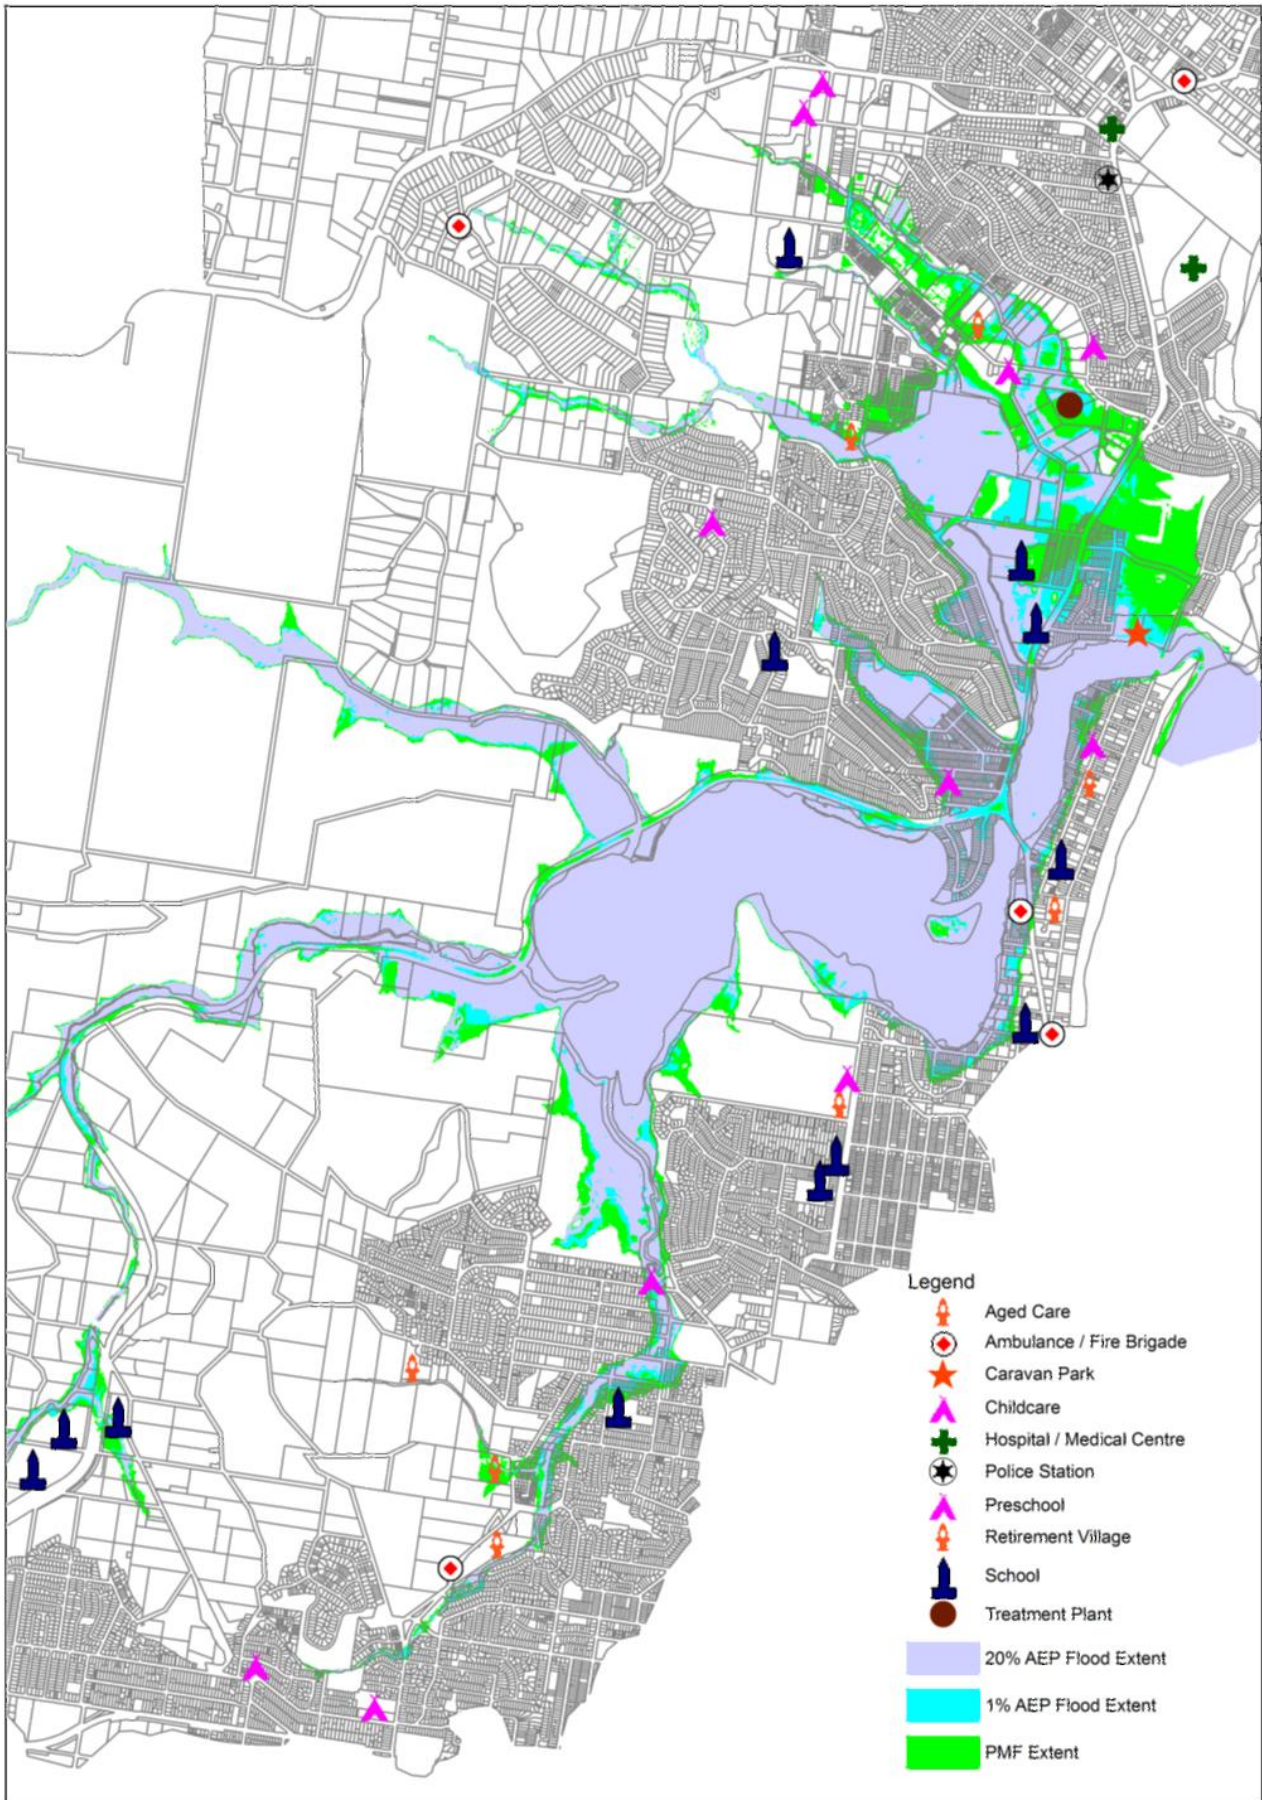 Legend
Aged Care
Ambulance / Fire Brigade
Caravan Park
Childcare
Hospital / Medical Centre
Police Station
Preschool
Retirement Village
School
Treatment Plant
20% AEP Flood Extent
1% AEP Flood Extent
PMF Extent